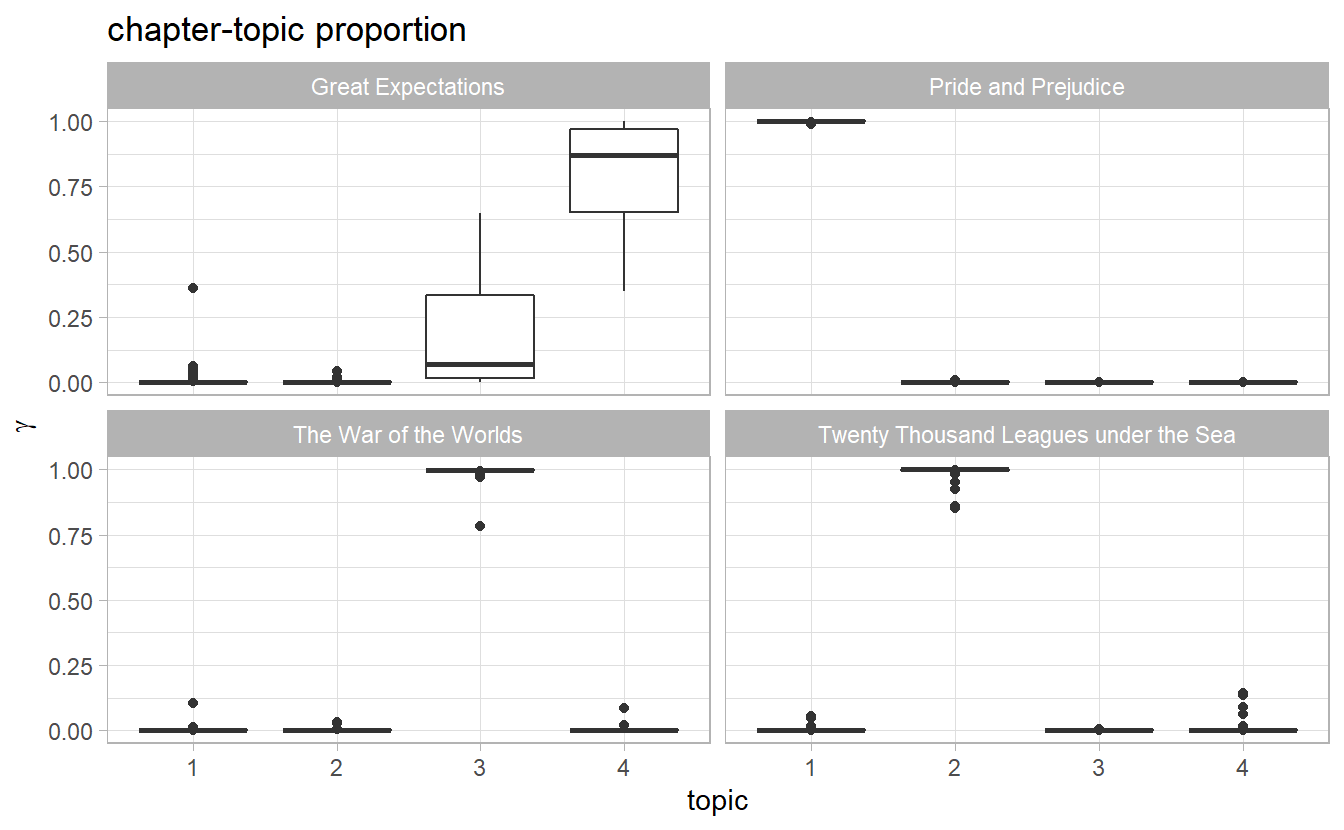 chapter-topic proportion
Great Expectations
Pride and Prejudice
1.00
0.75
0.50
0.25
0.00
γ
The War of the Worlds
Twenty Thousand Leagues under the Sea
1.00
0.75
0.50
0.25
0.00
1 2 3 4 1 2 3 4
topic